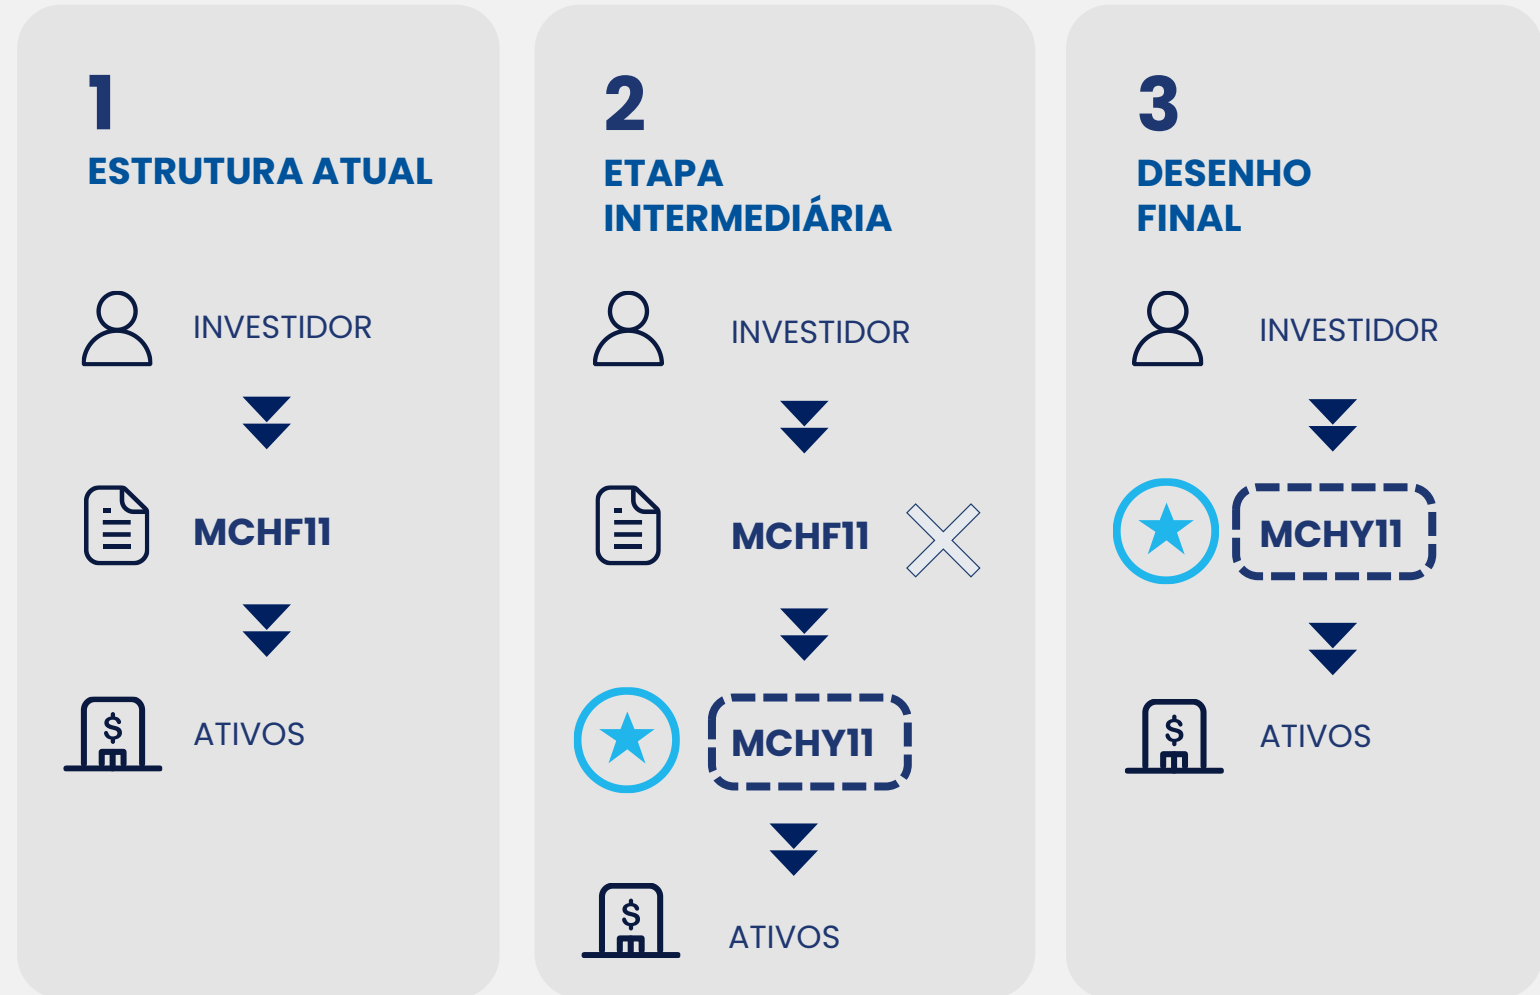 1
ESTRUTURA ATUAL
INVESTIDOR
MCHF11
$
ATIVOS
2
ETAPA
INTERMEDIÁRIA
INVESTIDOR
MCHF11
MCHY11
$
ATIVOS
3
DESENHO
FINAL
INVESTIDOR
MCHY11
$
ATIVOS